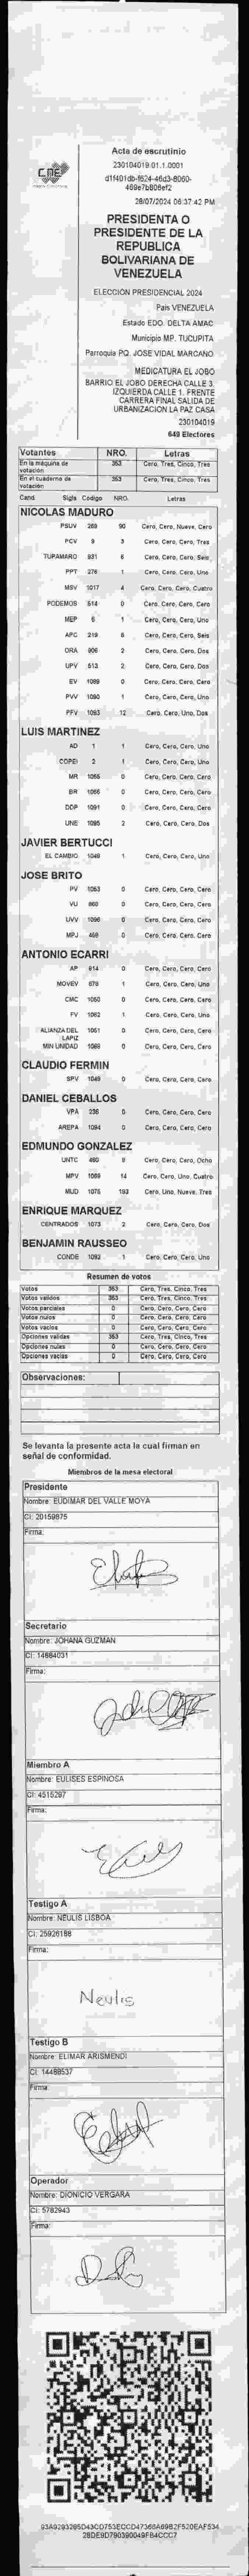 CNE
Acta de escrutinio
230104019.01.1.0001
d1f401db-f624-46d3-8060-
469e7b806ef2
28/07/2024 06:37:42 PM
PRESIDENTA O
PRESIDENTE DE LA
REPUBLICA
BOLIVARIANA DE
VENEZUELA
ELECCIÓN PRESIDENCIAL 2024
País VENEZUELA
Estado EDO. DELTA AMAC
Municipio MP. TUCUPITA
Parroquia PQ. JOSE VIDAL MARCANO
MEDICATURA EL JOBO
BARRIO EL JOBO DERECHA CALLE 3.
IZQUIERDA CALLE 1. FRENTE
CARRERA FINAL SALIDA DE
URBANIZACION LA PAZ CASA
230104019
649 Electores
Votantes NRO. Letras
En la máquina de votación 353 Cero, Tres, Cinco, Tres
En el cuaderno de votación 353 Cero, Tres, Cinco, Tres
Cand. Sigla Código NRO. Letras
NICOLAS MADURO
PSUV 269 90 Cero, Cero, Nueve, Cero
PCV 9 3 Cero, Cero, Cero, Tres
TUPAMARO 931 6 Cero, Cero, Cero, Seis
PPT 276 1 Cero, Cero, Cero, Uno
MSV 1017 4 Cero, Cero, Cero, Cuatro
PODEMOS 514 0 Cero, Cero, Cero, Cero
MEP 6 1 Cero, Cero, Cero, Uno
APC 219 6 Cero, Cero, Cero, Seis
ORA 906 2 Cero, Cero, Cero, Dos
UPV 513 2 Cero, Cero, Cero, Dos
EV 1089 0 Cero, Cero, Cero, Cero
PVV 1090 1 Cero, Cero, Cero, Uno
PFV 1093 12 Cero, Cero, Uno, Dos
LUIS MARTINEZ
AD 1 1 Cero, Cero, Cero, Uno
COPEI 2 1 Cero, Cero, Cero, Uno
MR 1065 0 Cero, Cero, Cero, Cero
BR 1066 0 Cero, Cero, Cero, Cero
DDP 1091 0 Cero, Cero, Cero, Cero
UNE 1095 2 Cero, Cero, Cero, Dos
JAVIER BERTUCCI
EL CAMBIO 1048 1 Cero, Cero, Cero, Uno
JOSE BRITO
PV 1053 0 Cero, Cero, Cero, Cero
VU 860 0 Cero, Cero, Cero, Cero
UVV 1096 0 Cero, Cero, Cero, Cero
MPJ 459 0 Cero, Cero, Cero, Cero
ANTONIO ECARRI
AP 814 0 Cero, Cero, Cero, Cero
MOVEV 878 1 Cero, Cero, Cero, Uno
CMC 1050 0 Cero, Cero, Cero, Cero
FV 1062 1 Cero, Cero, Cero, Uno
ALIANZA DEL LAPIZ 1051 0 Cero, Cero, Cero, Cero
MIN UNIDAD 1069 0 Cero, Cero, Cero, Cero
CLAUDIO FERMIN
SPV 1049 0 Cero, Cero, Cero, Cero
DANIEL CEBALLOS
VPA 236 0 Cero, Cero, Cero, Cero
AREPA 1094 0 Cero, Cero, Cero, Cero
EDMUNDO GONZALEZ
UNTC 460 8 Cero, Cero, Cero, Ocho
MPV 14 Cero, Cero, Uno, Cuatro
MUD 1075 193 Cero, Uno, Nueve, Tres
ENRIQUE MARQUEZ
CENTRADOS 1073 2 Cero, Cero, Cero, Dos
BENJAMIN RAUSSEO
CONDE 1092 1 Cero, Cero, Cero, Uno
Resumen de votos
Votos 353 Cero, Tres, Cinco, Tres
Votos validos 353 Cero, Tres, Cinco, Tres
Votos parciales 0 Cero, Cero, Cero, Cero
Votos nulos 0 Cero, Cero, Cero, Cero
Votos vacios 0 Cero, Cero, Cero, Cero
Opciones validas 353 Cero, Tres, Cinco, Tres
Opciones nulas 0 Cero, Cero, Cero, Cero
Opciones vacias 0 Cero, Cero, Cero, Cero
Observaciones:
Se levanta la presente acta la cual firman en
señal de conformidad.
Miembros de la mesa electoral
Presidente
Nombre: EUDIMAR DEL VALLE MOYA
CI: 20159875
Firma:
Secretario
Nombre: JOHANA GUZMAN
CI: 14684031
Firma:
Miembro A
Nombre: EULISES ESPINOSA
CI: 4515297
Firma:
Testigo A
Nombre: NEULIS LISBOA
CI: 25926188
Firma:
Neulis
Testigo B
Nombre: ELIMAR ARISMENDI
CI: 14488537
Firma:
Operador
Nombre: DIONICIO VERGARA
CI: 5782943
Firma: